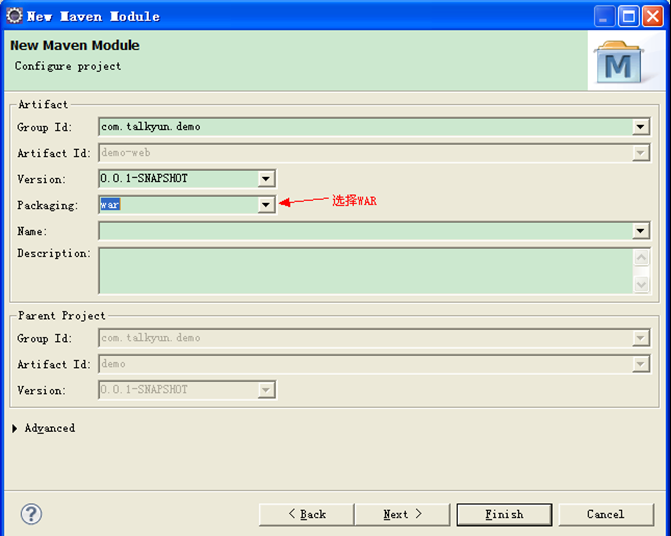 New Maven Module
New Maven Module
Configure project
M
Artifact
Group Id: com.talkyun.demo
Artifact Id: demo-web
Version: 0.0.1-SNAPSHOT
Packaging: war 选择WAR
Name:
Description:
Parent Project
Group Id: com.talkyun.demo
Artifact Id: demo
Version: 0.0.1-SNAPSHOT
Advanced
? < Back Next > Finish Cancel